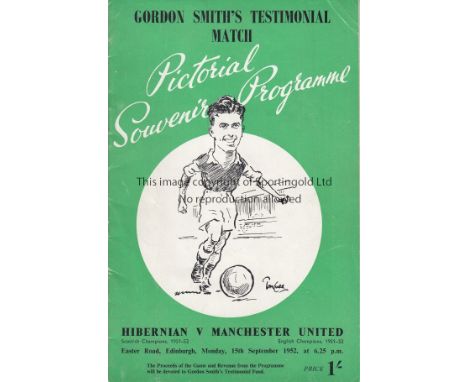 GORDON SMITH'S TESTIMONIAL
MATCH
Pictorial
Souvenir Programme
This image copyright of Sportingold Ltd
No reproduction allowed
HIBERNIAN V MANCHESTER UNITED
Scottish Champions, 1951-52 English Champions, 1951-52
Easter Road, Edinburgh, Monday, 15th September 1952, at 6.25 p.m.
The Proceeds of the Game and Revenue from the Programme
will be devoted to Gordon Smith's Testimonial Fund.
PRICE 1/-